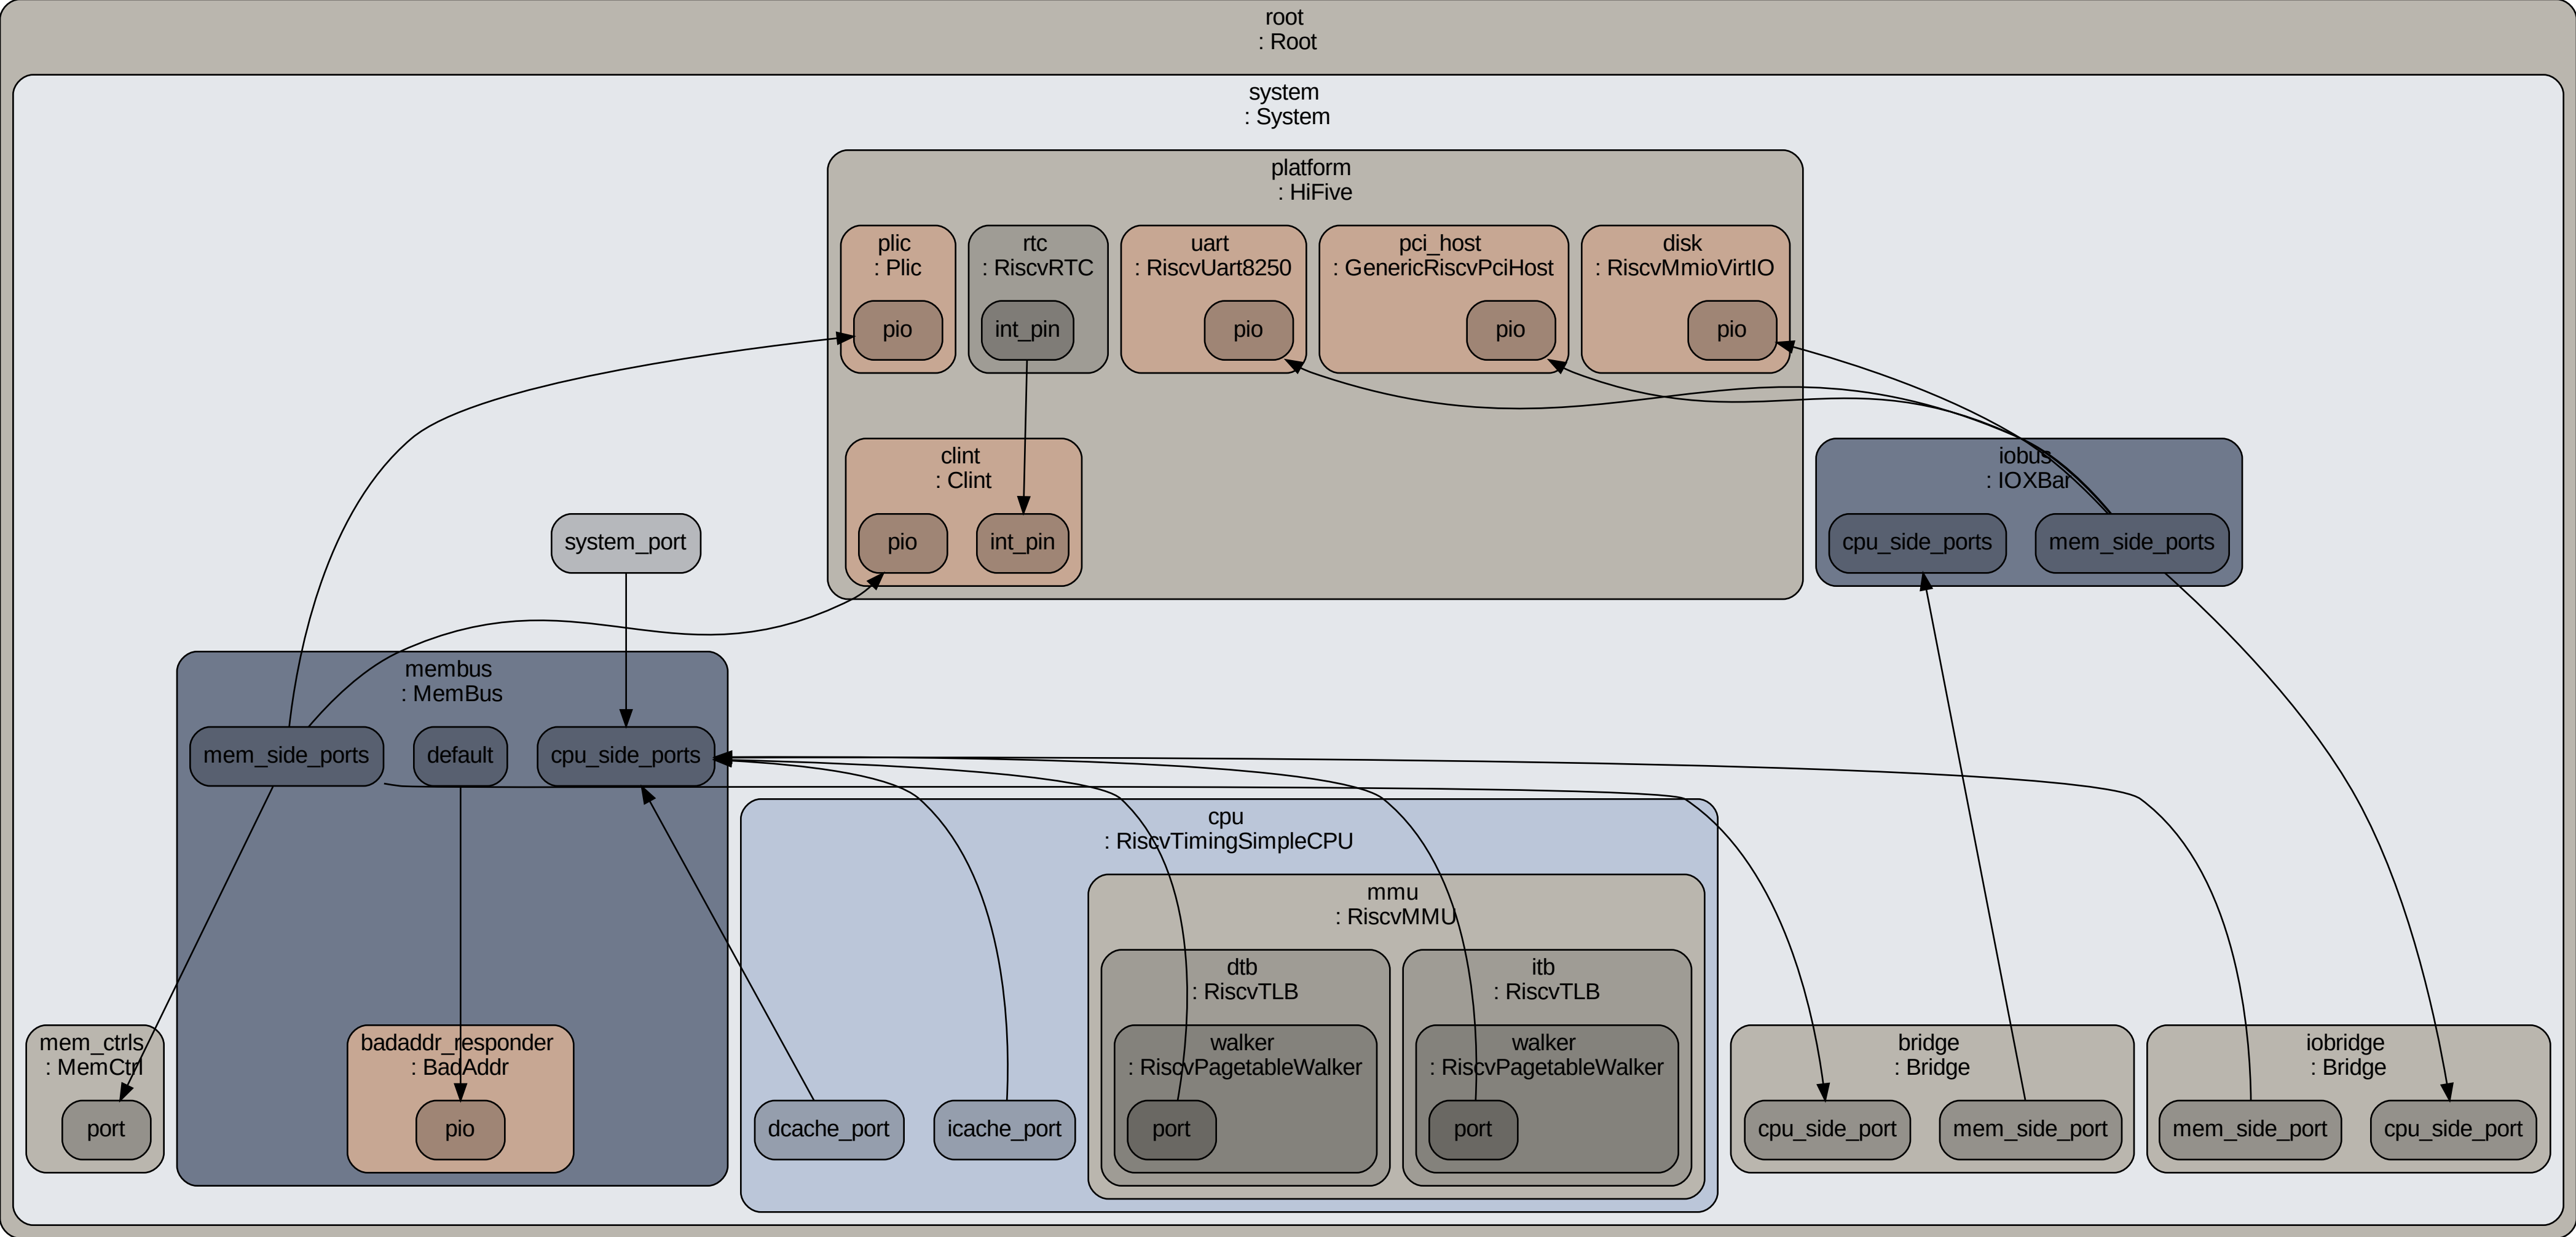 root
: Root
system
: System
platform
: HiFive
plic
: Plic
pio
rtc
: RiscvRTC
int_pin
uart
: RiscvUart8250
pio
pci_host
: GenericRiscvPciHost
pio
disk
: RiscvMmioVirtIO
pio
clint
: Clint
pio
int_pin
iobus
: IOXBar
cpu_side_ports
mem_side_ports
system_port
membus
: MemBus
mem_side_ports
default
cpu_side_ports
badaddr_responder
: BadAddr
pio
mem_ctrls
: MemCtrl
port
cpu
: RiscvTimingSimpleCPU
dcache_port
icache_port
mmu
: RiscvMMU
dtb
: RiscvTLB
walker
: RiscvPagetableWalker
port
itb
: RiscvTLB
walker
: RiscvPagetableWalker
port
bridge
: Bridge
cpu_side_port
mem_side_port
iobridge
: Bridge
mem_side_port
cpu_side_port